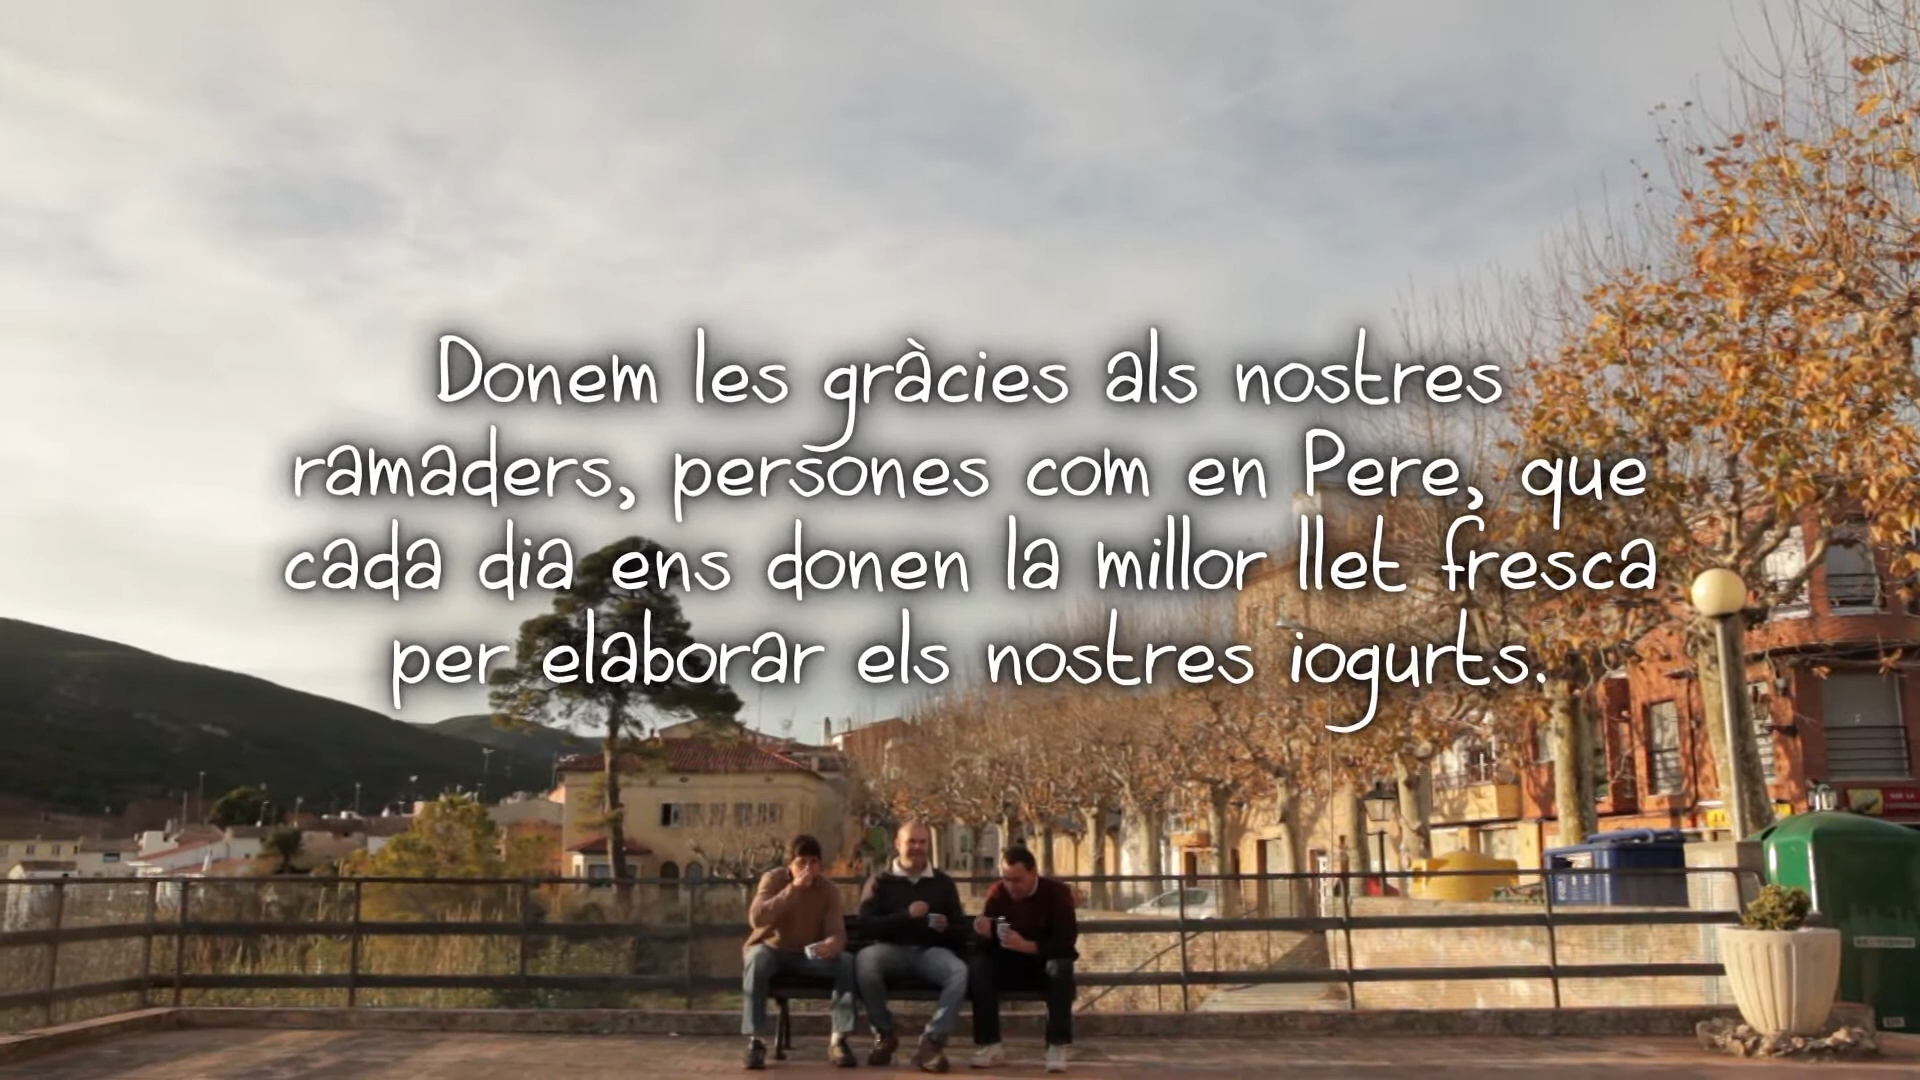 Donem les gràcies als nostres
ramaders, persones com en Pere, que
cada dia ens donen la millor llet fresca
per elaborar els nostres iogurts.